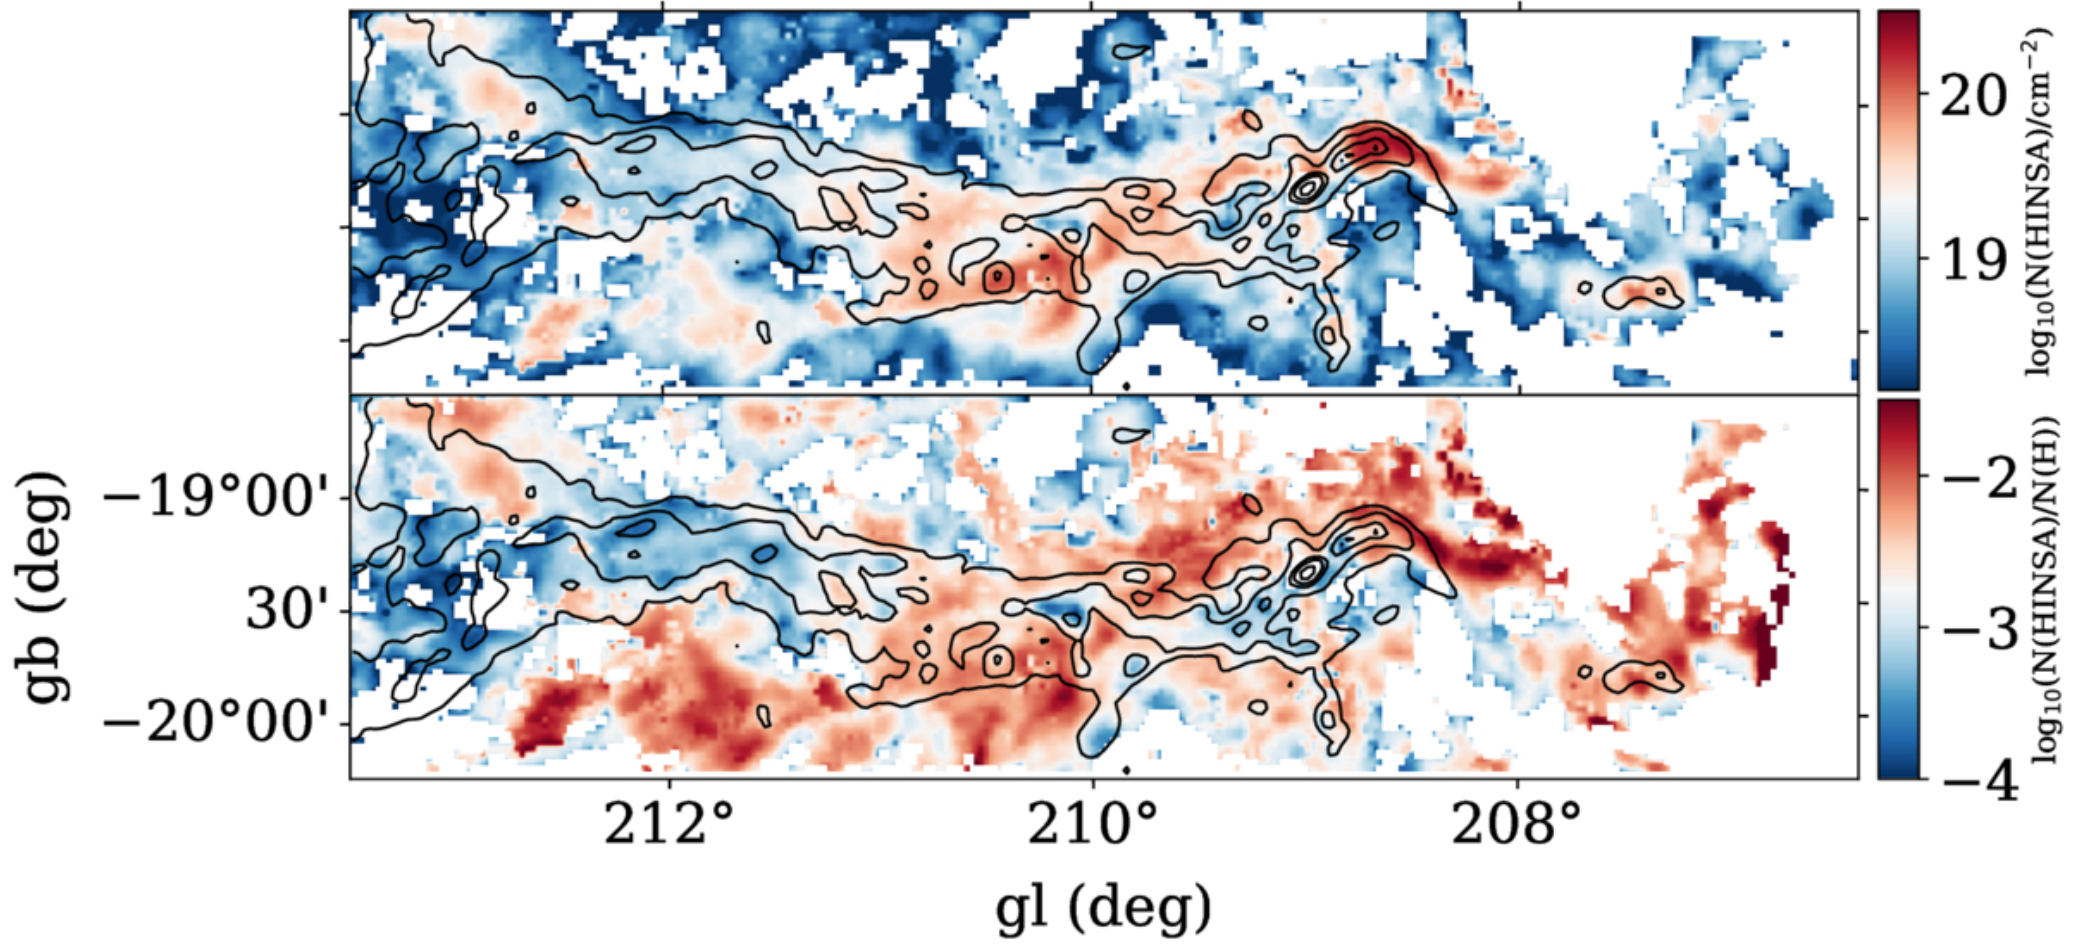 20
19
log₁₀(N(HINSA)/cm⁻²)
−2
−3
−4
log₁₀(N(HINSA)/N(H))
−19°00'
30'
−20°00'
gb (deg)
212°
210°
208°
gl (deg)